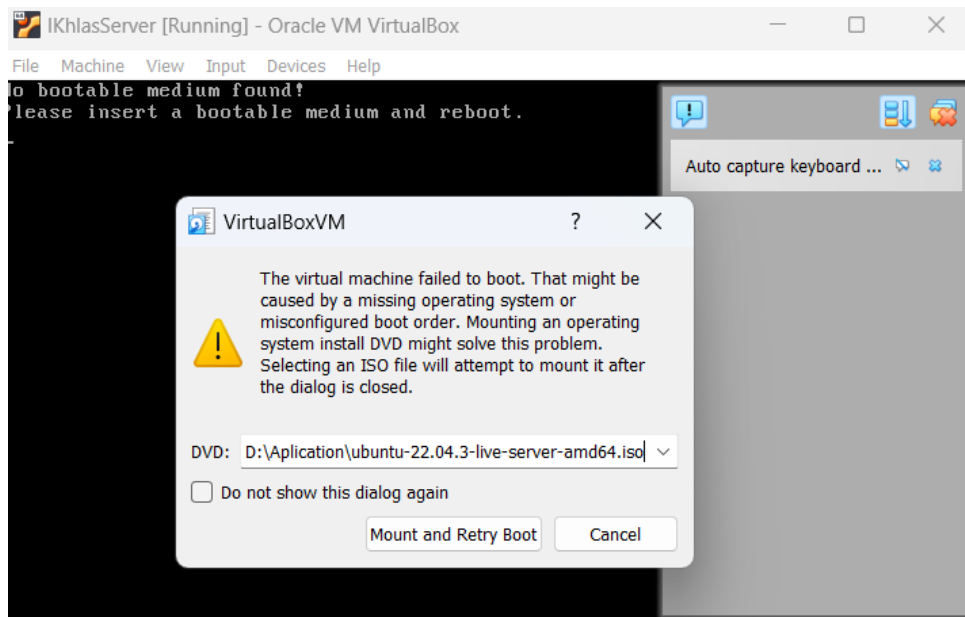 IKhlasServer [Running] - Oracle VM VirtualBox
File Machine View Input Devices Help
o bootable medium found!
lease insert a bootable medium and reboot.
Auto capture keyboard ...
VirtualBoxVM
The virtual machine failed to boot. That might be
caused by a missing operating system or
misconfigured boot order. Mounting an operating
system install DVD might solve this problem.
Selecting an ISO file will attempt to mount it after
the dialog is closed.
DVD: D:\Aplication\ubuntu-22.04.3-live-server-amd64.iso
Do not show this dialog again
Mount and Retry Boot Cancel